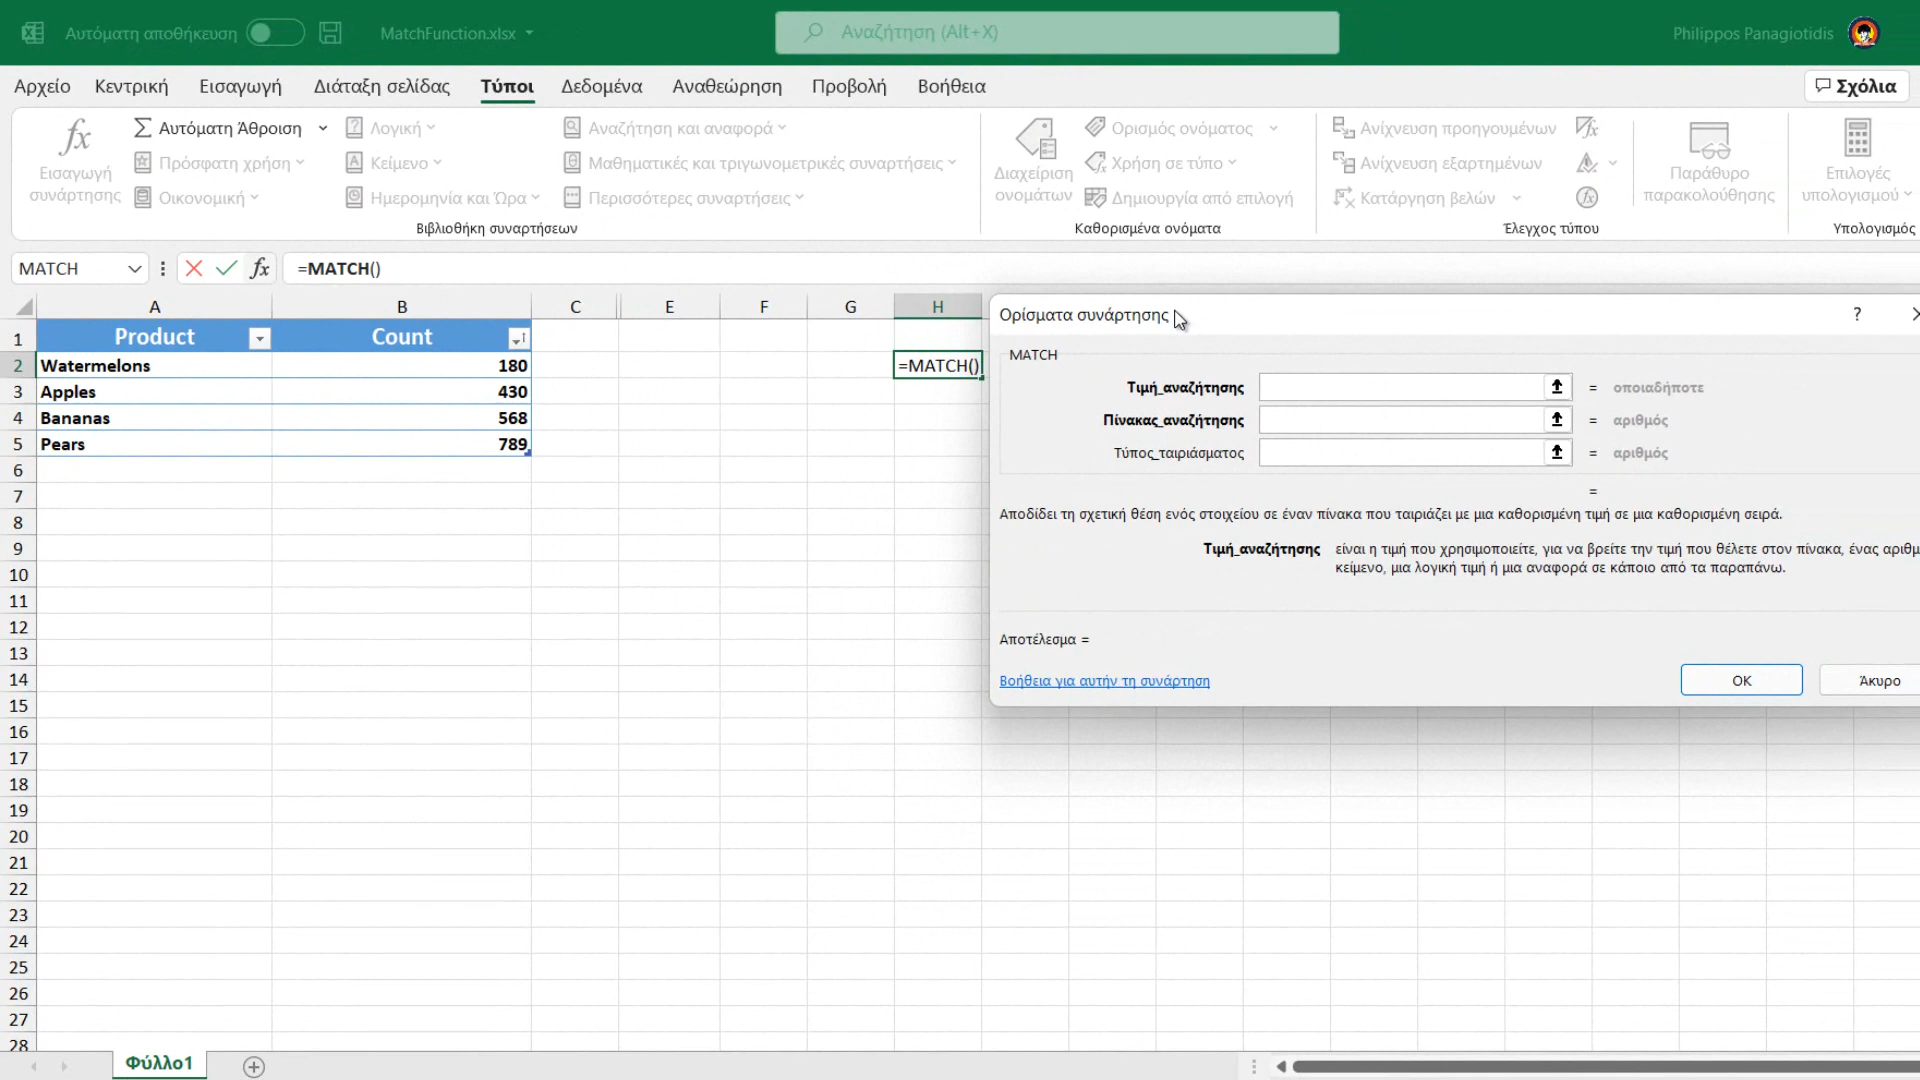 Αυτόματη αποθήκευση
MatchFunction.xlsx
Αναζήτηση (Alt+X)
Philippos Panagiotidis
Αρχείο Κεντρική Εισαγωγή Διάταξη σελίδας Τύποι Δεδομένα Αναθεώρηση Προβολή Βοήθεια
Σχόλια
Εισαγωγή
συνάρτησης
Αυτόματη Άθροιση
Πρόσφατη χρήση
Οικονομική
Λογική
Κείμενο
Ημερομηνία και Ώρα
Αναζήτηση και αναφορά
Μαθηματικές και τριγωνομετρικές συναρτήσεις
Περισσότερες συναρτήσεις
Βιβλιοθήκη συναρτήσεων
Διαχείριση
ονομάτων
Ορισμός ονόματος
Χρήση σε τύπο
Δημιουργία από επιλογή
Καθορισμένα ονόματα
Ανίχνευση προηγουμένων
Ανίχνευση εξαρτημένων
Κατάργηση βελών
Έλεγχος τύπου
Παράθυρο
παρακολούθησης
Επιλογές
υπολογισμού
Υπολογισμός
MATCH
fx
=MATCH()
A B C E F G H
1 Product Count
2 Watermelons 180 =MATCH()
3 Apples 430
4 Bananas 568
5 Pears 789
6
7
8
9
10
11
12
13
14
15
16
17
18
19
20
21
22
23
24
25
26
27
28
Ορίσματα συνάρτησης
?
MATCH
Τιμή_αναζήτησης = οποιαδήποτε
Πίνακας_αναζήτησης = αριθμός
Τύπος_ταιριάσματος = αριθμός
=
Αποδίδει τη σχετική θέση ενός στοιχείου σε έναν πίνακα που ταιριάζει με μια καθορισμένη τιμή σε μια καθορισμένη σειρά.
Τιμή_αναζήτησης είναι η τιμή που χρησιμοποιείτε, για να βρείτε την τιμή που θέλετε στον πίνακα, ένας αριθμ
κείμενο, μια λογική τιμή ή μια αναφορά σε κάποιο από τα παραπάνω.
Αποτέλεσμα =
Βοήθεια για αυτήν τη συνάρτηση
OK
Άκυρο
Φύλλο1